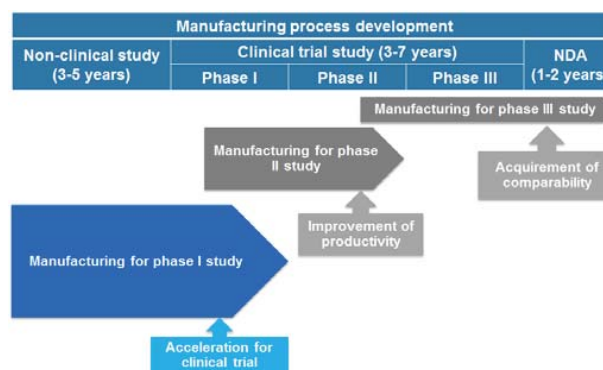 Manufacturing process development
Non-clinical study
(3-5 years)
Clinical trial study (3-7 years)
NDA
(1-2 years)
Phase I
Phase II
Phase III
Manufacturing for phase III study
Manufacturing for phase
II study
Acquirement of
comparability
Improvement of
productivity
Manufacturing for phase I study
Acceleration for
clinical trial